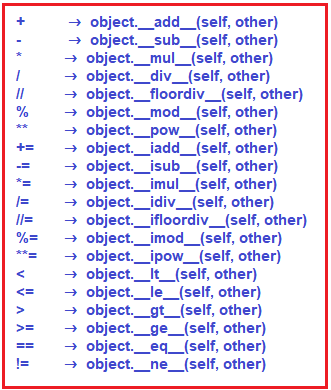 + → object.__add__(self, other)
- → object.__sub__(self, other)
* → object.__mul__(self, other)
/ → object.__div__(self, other)
// → object.__floordiv__(self, other)
% → object.__mod__(self, other)
** → object.__pow__(self, other)
+= → object.__iadd__(self, other)
-= → object.__isub__(self, other)
*= → object.__imul__(self, other)
/= → object.__idiv__(self, other)
//= → object.__ifloordiv__(self, other)
%= → object.__imod__(self, other)
**= → object.__ipow__(self, other)
< → object.__lt__(self, other)
<= → object.__le__(self, other)
> → object.__gt__(self, other)
>= → object.__ge__(self, other)
== → object.__eq__(self, other)
!= → object.__ne__(self, other)